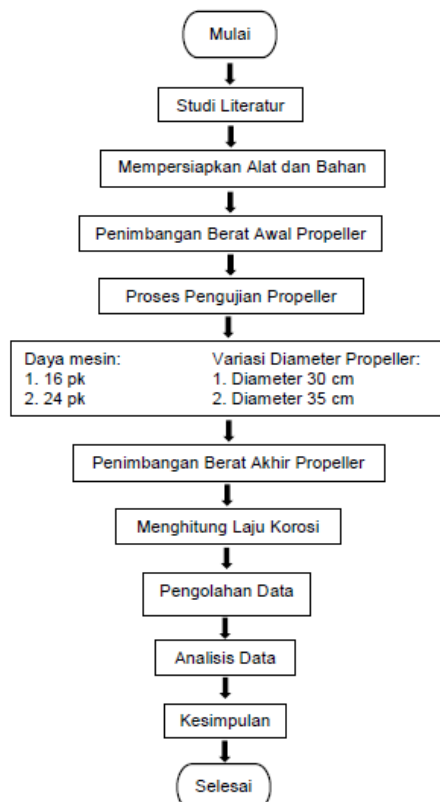 Mulai
Studi Literatur
Mempersiapkan Alat dan Bahan
Penimbangan Berat Awal Propeller
Proses Pengujian Propeller
Daya mesin: Variasi Diameter Propeller:
1. 16 pk 1. Diameter 30 cm
2. 24 pk 2. Diameter 35 cm
Penimbangan Berat Akhir Propeller
Menghitung Laju Korosi
Pengolahan Data
Analisis Data
Kesimpulan
Selesai